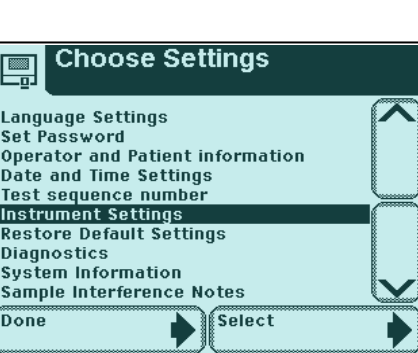 Choose Settings
Language Settings
Set Password
Operator and Patient information
Date and Time Settings
Test sequence number
Instrument Settings
Restore Default Settings
Diagnostics
System Information
Sample Interference Notes
Done
Select